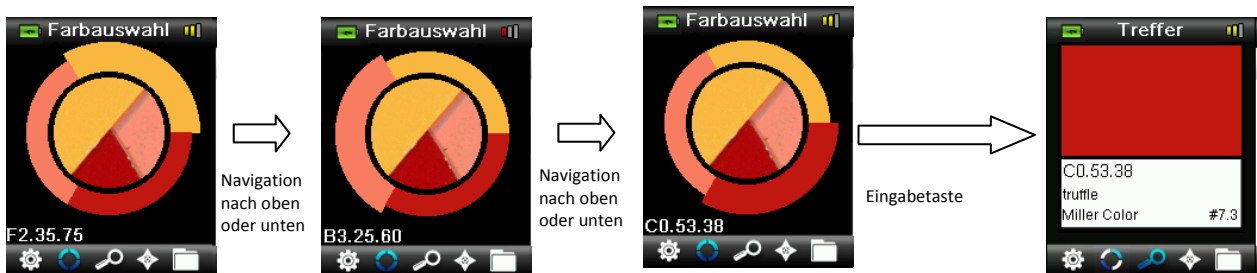 Farbauswahl
F2.35.75
Navigation
nach oben
oder unten
Farbauswahl
B3.25.60
Navigation
nach oben
oder unten
Farbauswahl
C0.53.38
Eingabetaste
Treffer
C0.53.38
truffle
Miller Color #7.3